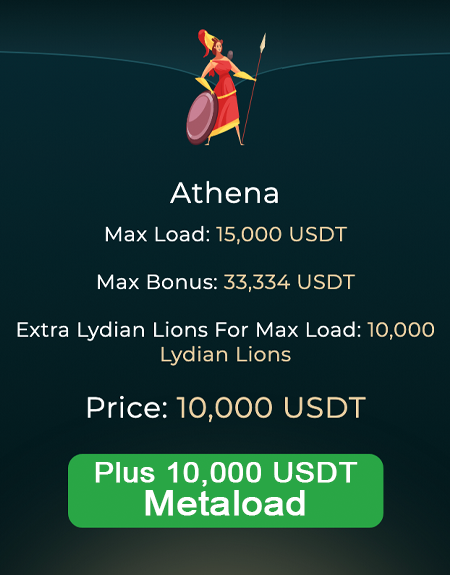 Athena
Max Load: 15,000 USDT
Max Bonus: 33,334 USDT
Extra Lydian Lions For Max Load: 10,000
Lydian Lions
Price: 10,000 USDT
Plus 10,000 USDT
Metaload